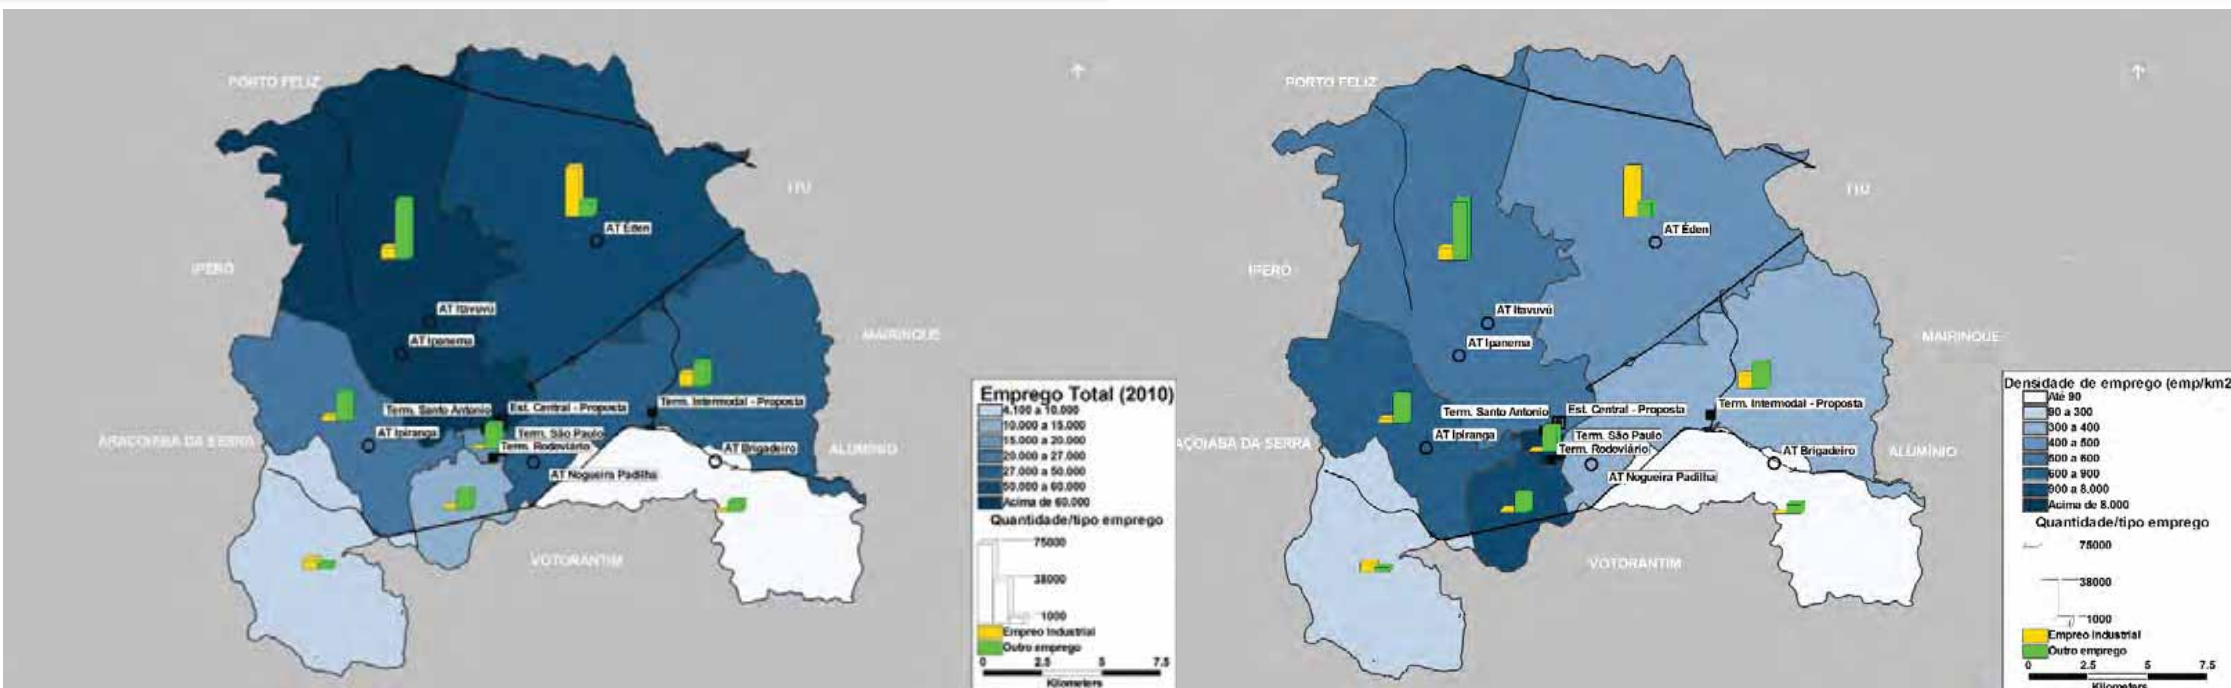 PORTO FELIZ
ITU
AT Éden
IPERÓ
AT Itavuvú
AT Ipanema
MAIRINQUE
Term. Santo Antonio
Est. Central - Proposta
Term. Intermodal - Proposta
Term. São Paulo
AT Ipiranga
Term. Rodoviário
ARAÇOIABA DA SERRA
AT Brigadeiro
ALUMÍNIO
AT Nogueira Padilha
VOTORANTIM
Emprego Total (2010)
4.100 a 10.000
10.000 a 15.000
15.000 a 20.000
20.000 a 27.000
27.000 a 50.000
50.000 a 60.000
Acima de 60.000
Quantidade/tipo emprego
75000
38000
1000
Empreo Industrial
Outro emprego
0 2.5 5 7.5
Kilometers
PORTO FELIZ
ITU
AT Éden
IPERÓ
AT Itavuvú
AT Ipanema
MAIRINQUE
Term. Santo Antonio
Est. Central - Proposta
Term. Intermodal - Proposta
Term. São Paulo
AT Ipiranga
Term. Rodoviário
AÇOIABA DA SERRA
AT Brigadeiro
ALUMÍNIO
AT Nogueira Padilha
VOTORANTIM
Densidade de emprego (emp/km2
Até 90
90 a 300
300 a 400
400 a 500
500 a 600
600 a 900
900 a 8.000
Acima de 8.000
Quantidade/tipo emprego
75000
38000
1000
Empreo Industrial
Outro emprego
0 2.5 5 7.5
Kilometers